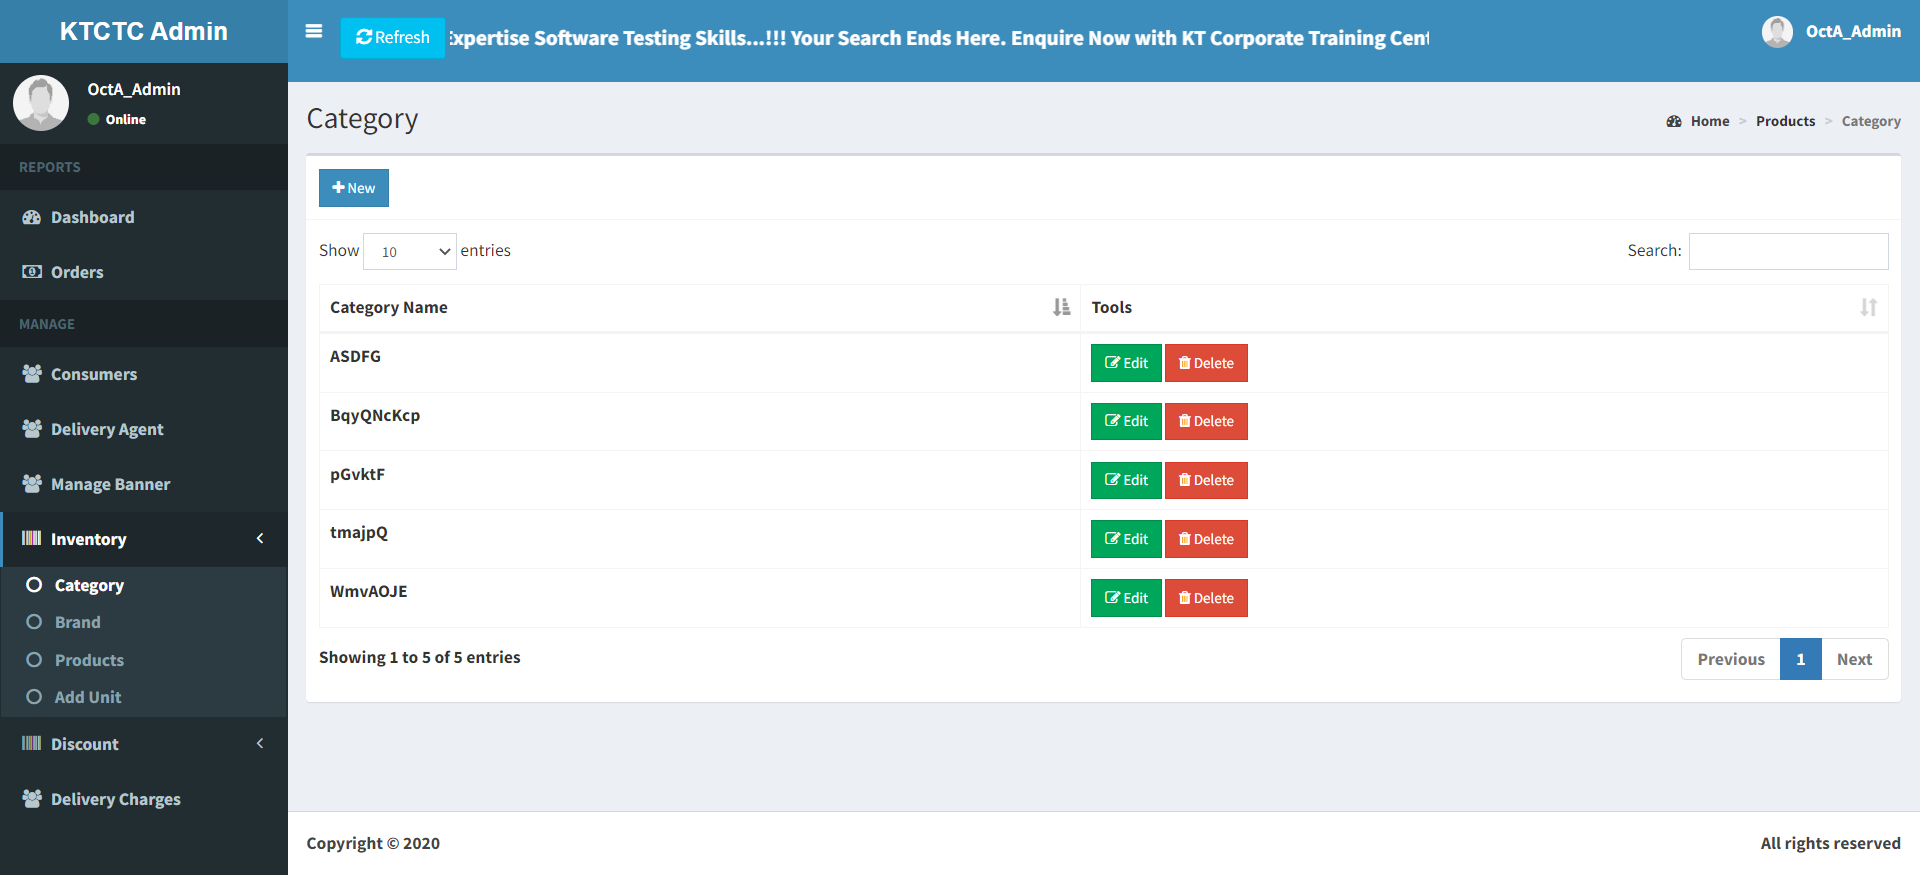 KTCTC Admin
Refresh
Expertise Software Testing Skills...!!! Your Search Ends Here. Enquire Now with KT Corporate Training Cent
OctA_Admin
OctA_Admin
Online
REPORTS
Dashboard
Orders
MANAGE
Consumers
Delivery Agent
Manage Banner
Inventory
Category
Brand
Products
Add Unit
Discount
Delivery Charges
Category
Home > Products > Category
New
Show 10 entries
Search:
Category Name Tools
ASDFG Edit Delete
BqyQNcKcp Edit Delete
pGvktF Edit Delete
tmajpQ Edit Delete
WmvAOJE Edit Delete
Showing 1 to 5 of 5 entries
Previous 1 Next
Copyright © 2020
All rights reserved